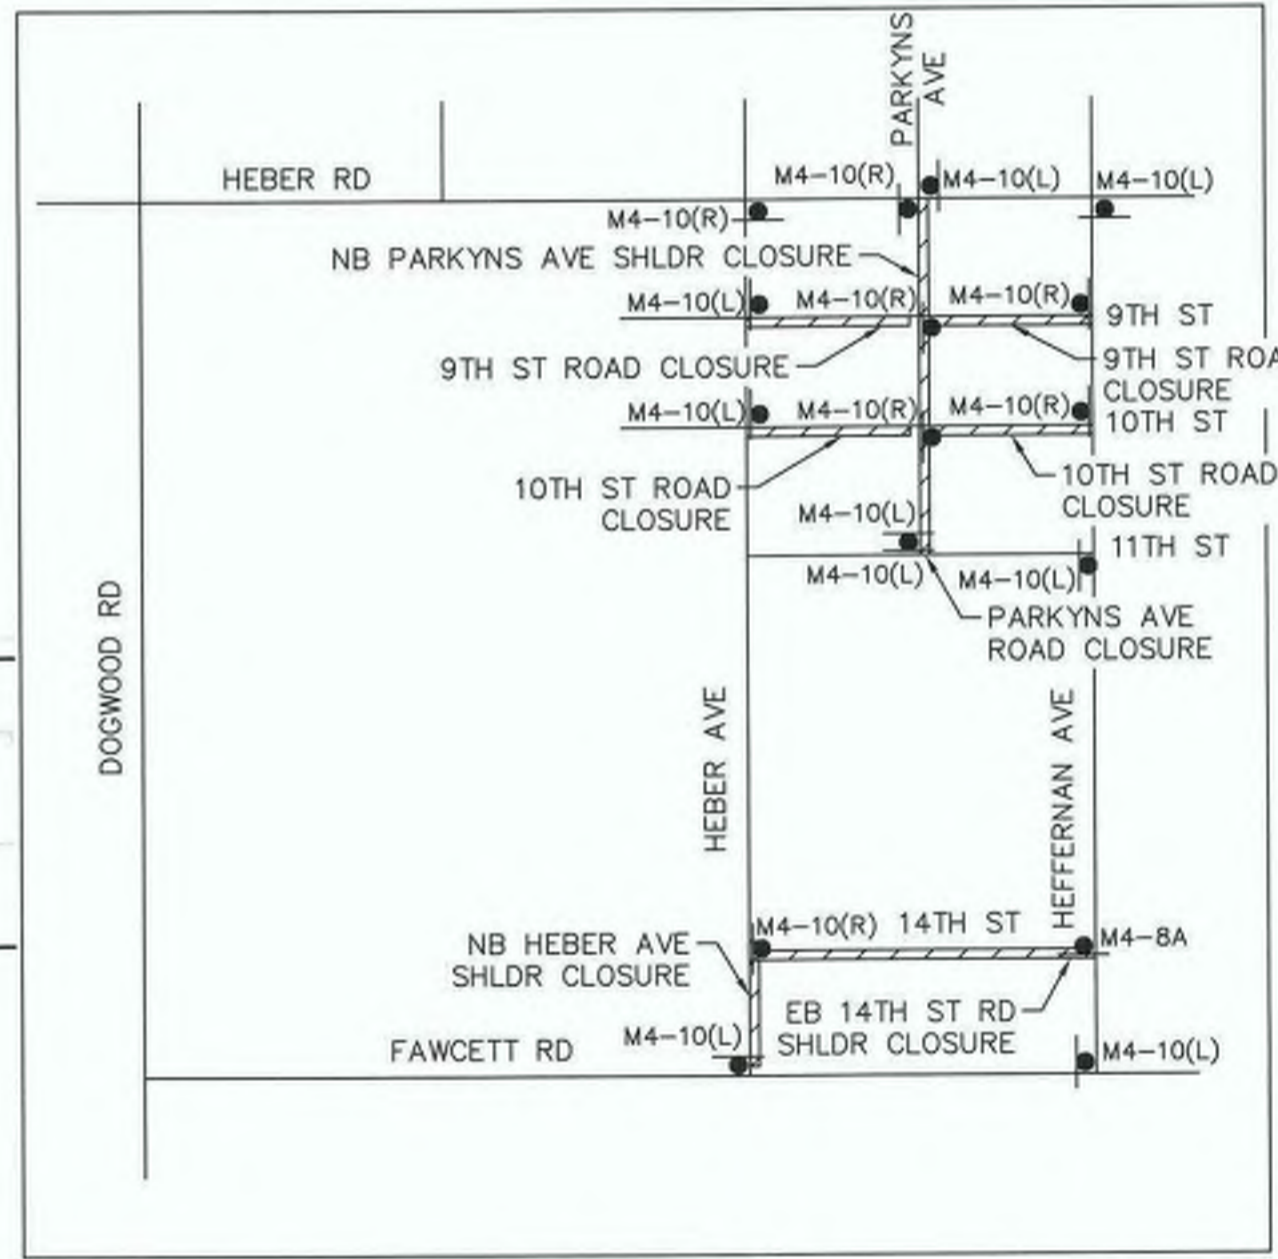 PARKYNS
AVE
HEBER RD
M4-10(R)
M4-10(L)
M4-10(L)
M4-10(R)
NB PARKYNS AVE SHLDR CLOSURE
M4-10(L)
M4-10(R)
M4-10(R)
9TH ST
9TH ST ROAD CLOSURE
9TH ST ROA
CLOSURE
M4-10(L)
M4-10(R)
M4-10(R)
10TH ST
10TH ST ROAD
CLOSURE
10TH ST ROAD
CLOSURE
M4-10(L)
11TH ST
M4-10(L)
M4-10(L)
PARKYNS AVE
ROAD CLOSURE
DOGWOOD RD
HEBER AVE
HEFFERNAN AVE
M4-10(R)
14TH ST
M4-8A
NB HEBER AVE
SHLDR CLOSURE
EB 14TH ST RD
SHLDR CLOSURE
M4-10(L)
FAWCETT RD
M4-10(L)